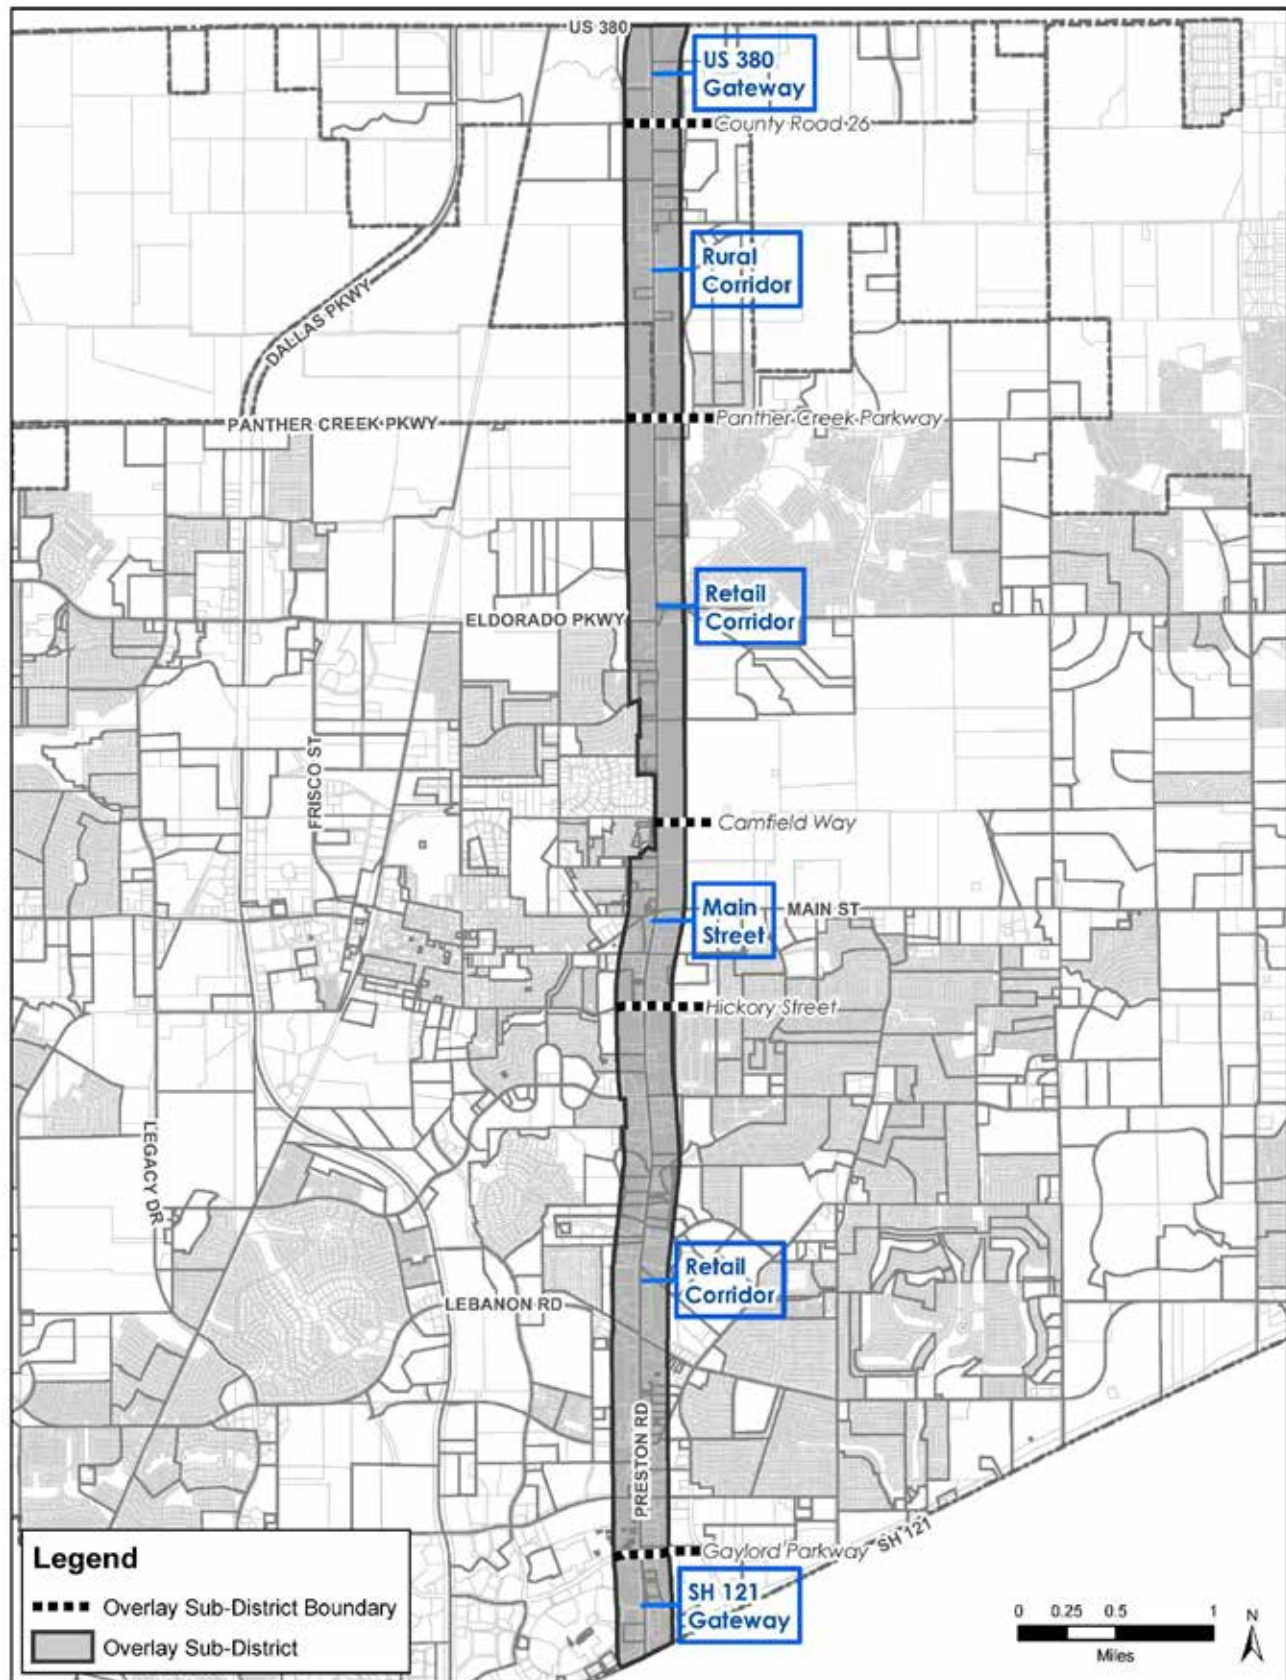 US 380
US 380
Gateway
County Road 26
Rural
Corridor
DALLAS PKWY
PANTHER CREEK PKWY
Panther Creek Parkway
Retail
Corridor
ELDORADO PKWY
FRISCO ST
Camfield Way
Main
Street
MAIN ST
Hickory Street
LEGACY DR
Retail
Corridor
LEBANON RD
PRESTON RD
Gaylord Parkway
SH 121
SH 121
Gateway
Legend
Overlay Sub-District Boundary
Overlay Sub-District
0 0.25 0.5 1
Miles
N